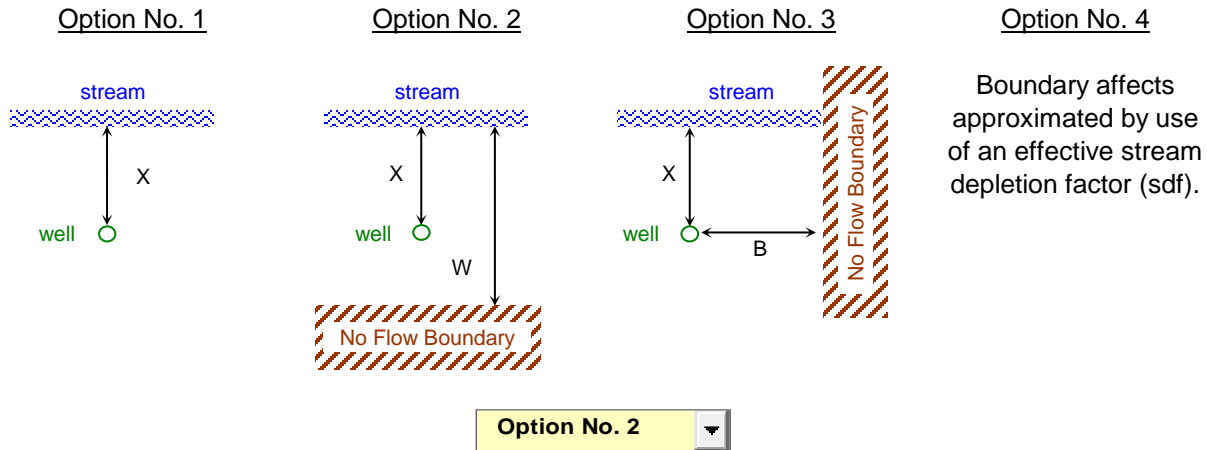 Option No. 1
Option No. 2
Option No. 3
Option No. 4
stream
X
well
stream
X
well
W
No Flow Boundary
stream
X
well
B
No Flow Boundary
Boundary affects
approximated by use
of an effective stream
depletion factor (sdf).
Option No. 2